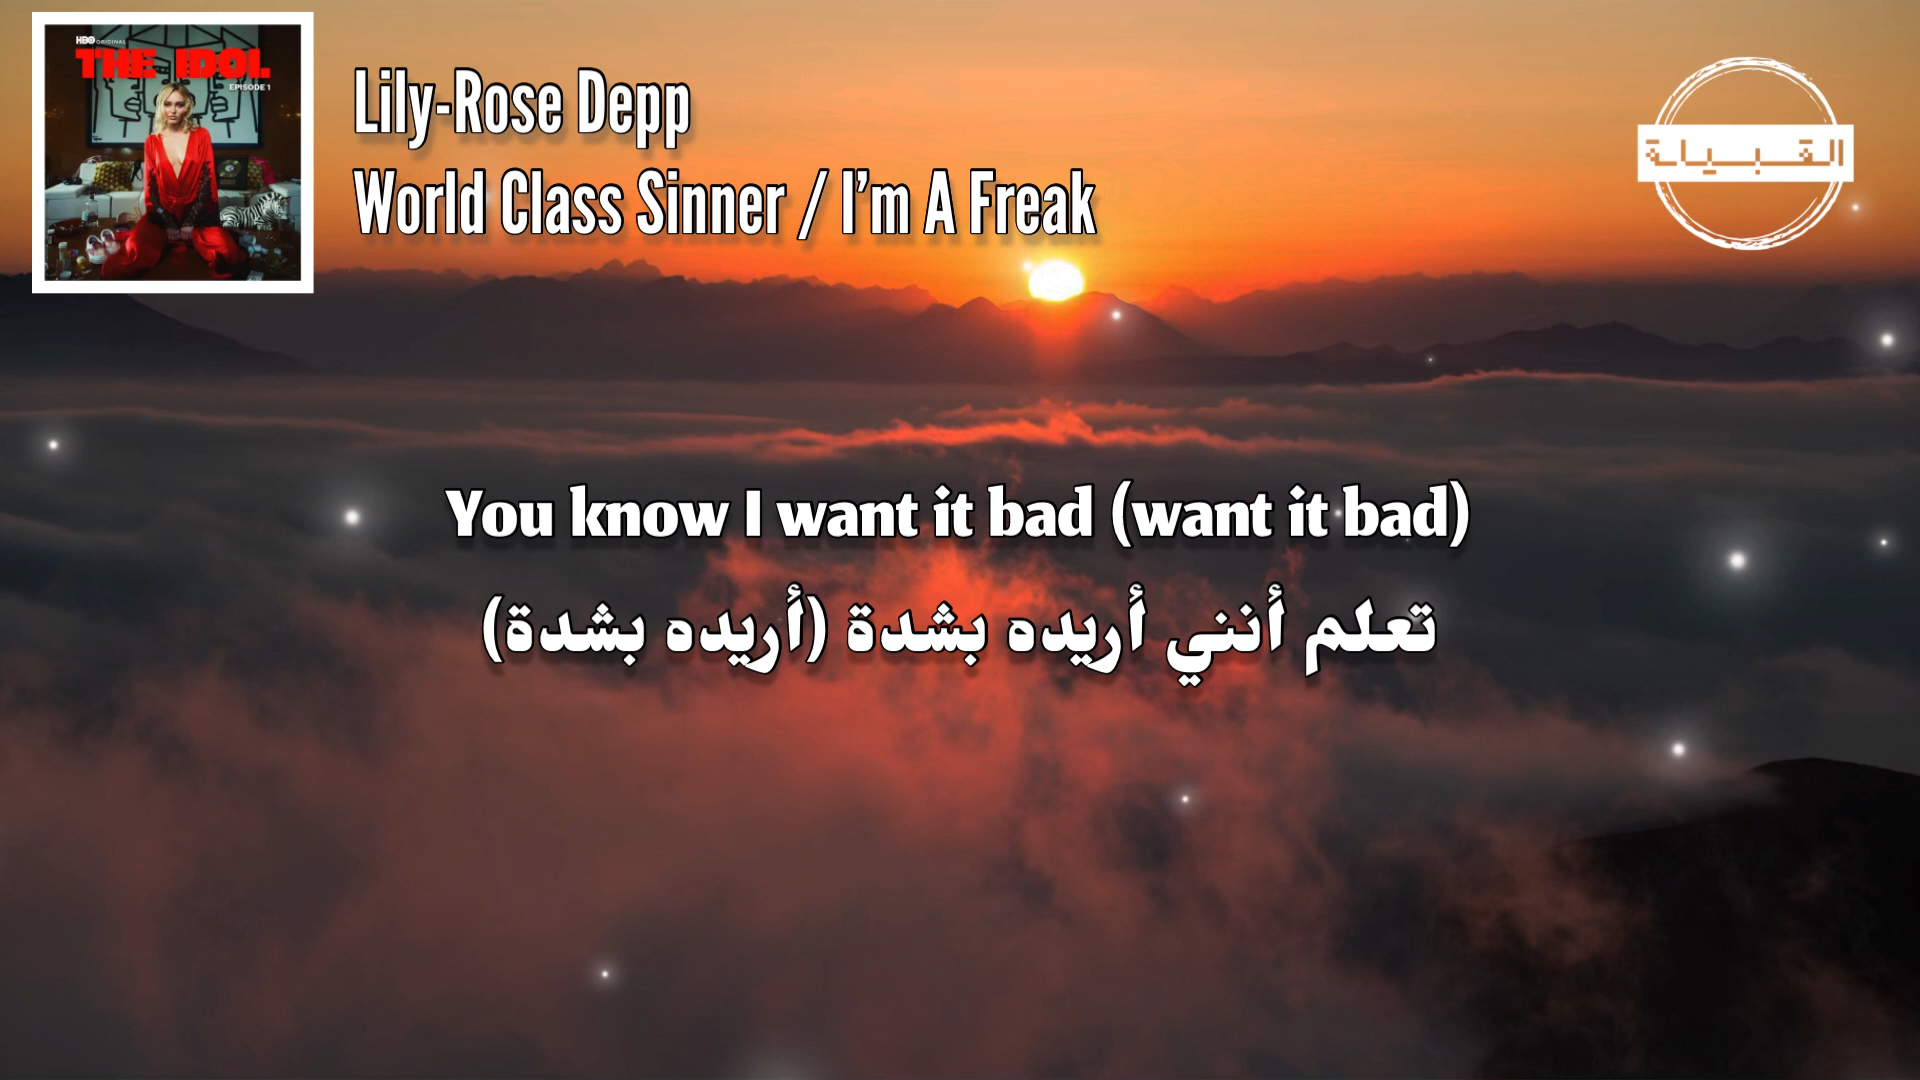 HBO ORIGINAL
THE IDOL
EPISODE 1
Lily-Rose Depp
World Class Sinner / I'm A Freak
القبيلة
You know I want it bad (want it bad)
تعلم أنني أريده بشدة (أريده بشدة)